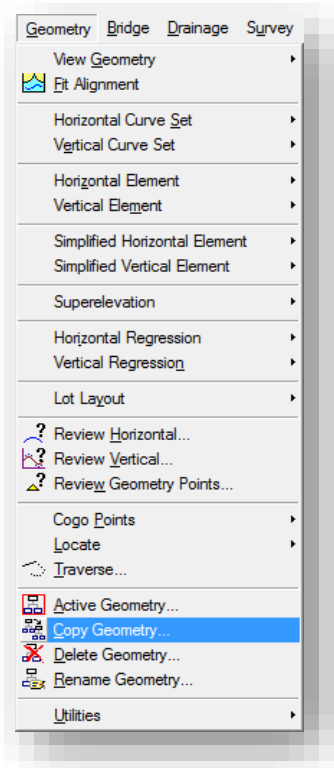 Geometry Bridge Drainage Survey
View Geometry
Fit Alignment
Horizontal Curve Set
Vertical Curve Set
Horizontal Element
Vertical Element
Simplified Horizontal Element
Simplified Vertical Element
Superelevation
Horizontal Regression
Vertical Regression
Lot Layout
Review Horizontal...
Review Vertical...
Review Geometry Points...
Cogo Points
Locate
Traverse...
Active Geometry...
Copy Geometry...
Delete Geometry...
Rename Geometry...
Utilities